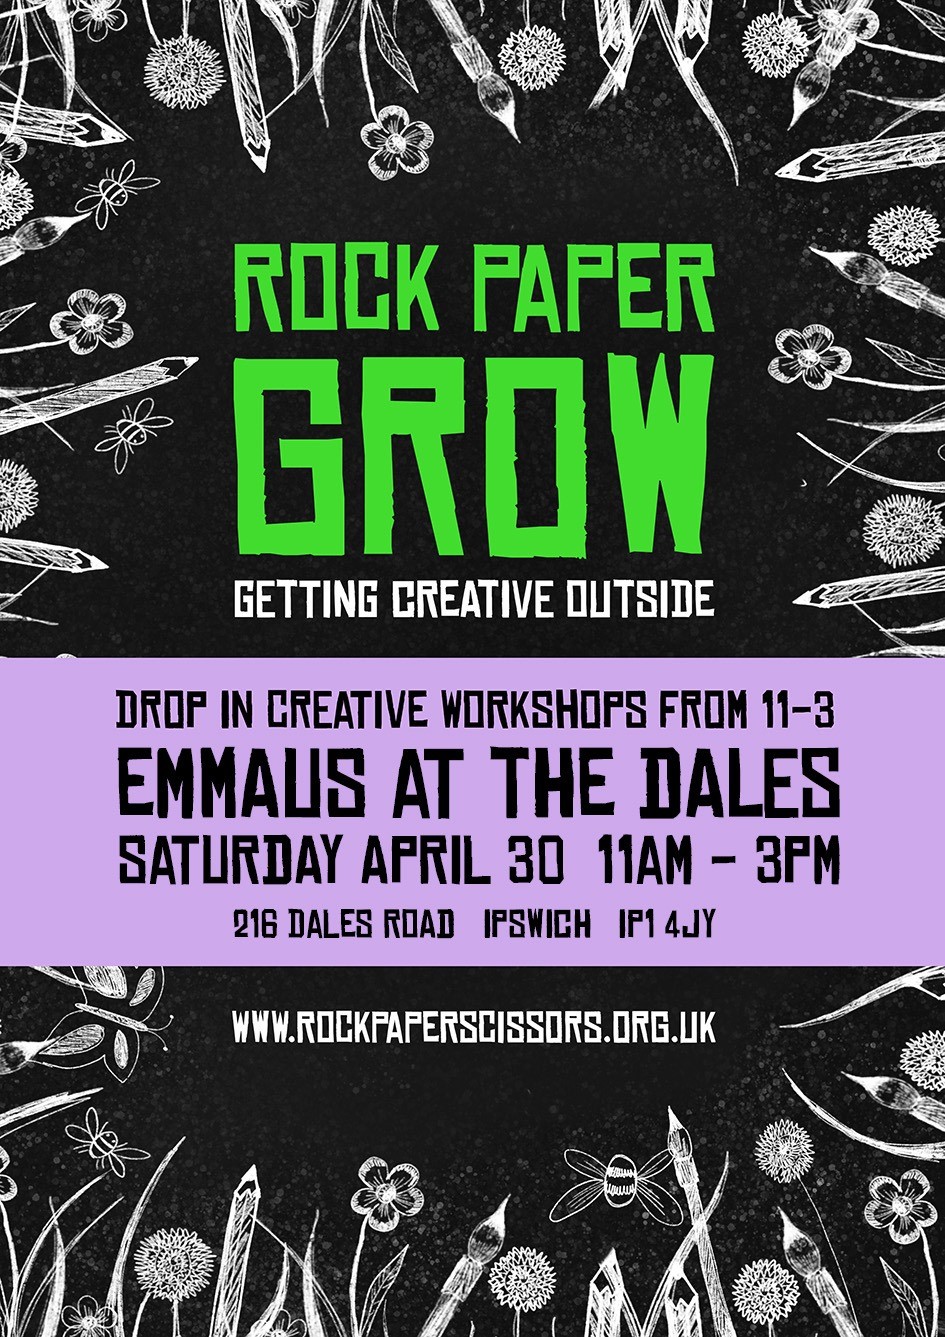 ROCK PAPER
GROW
GETTING CREATIVE OUTSIDE
DROP IN CREATIVE WORKSHOPS FROM 11-3
EMMAUS AT THE DALES
SATURDAY APRIL 30 11AM - 3PM
216 DALES ROAD IPSWICH IP1 4JY
WWW.ROCKPAPERSCISSORS.ORG.UK